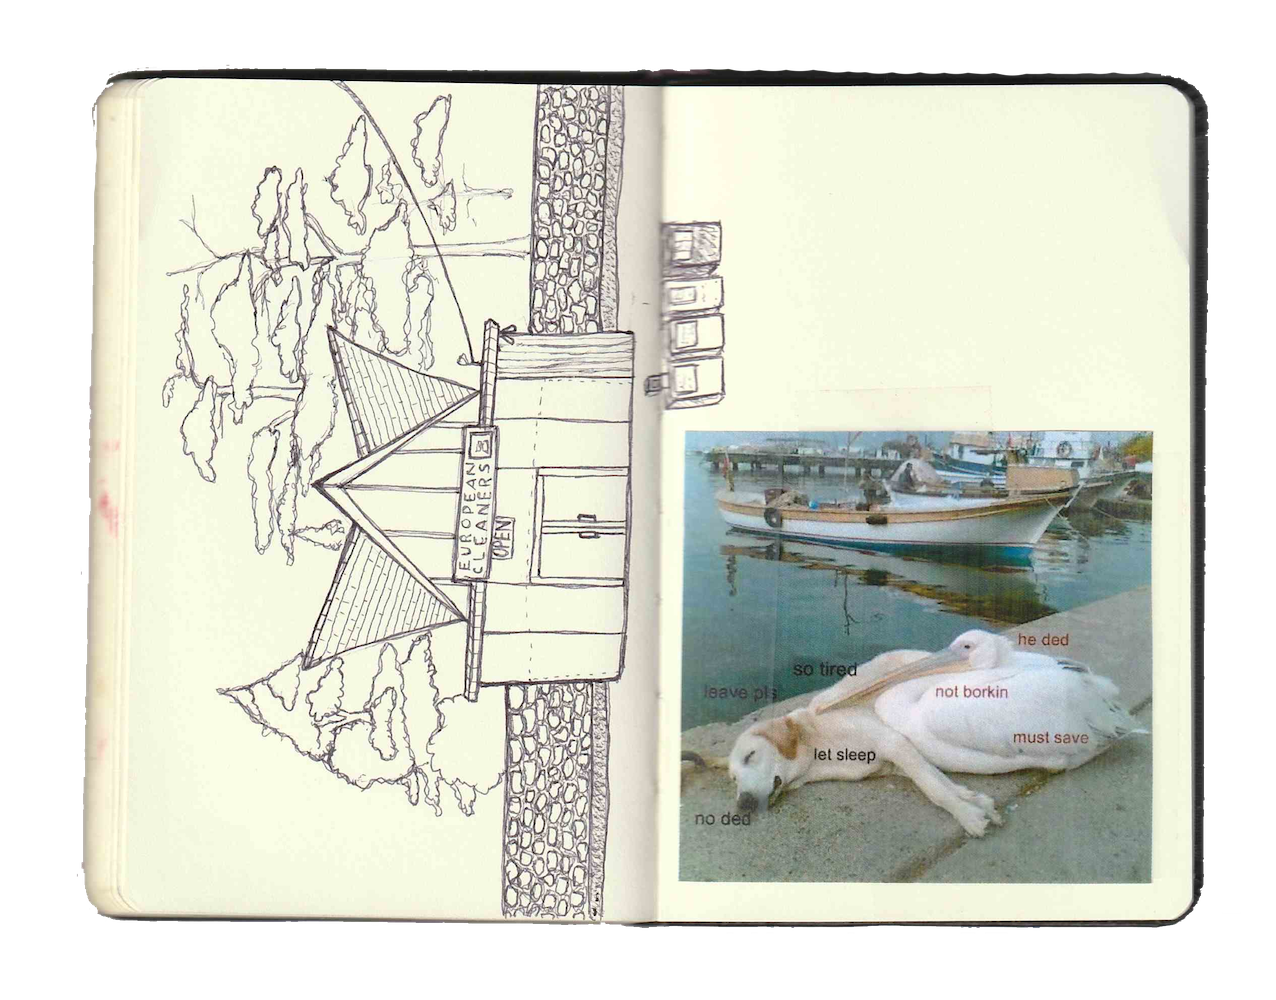 EUROPEAN
CLEANERS
OPEN
he ded
so tired
leave pls
not borkin
must save
let sleep
no ded